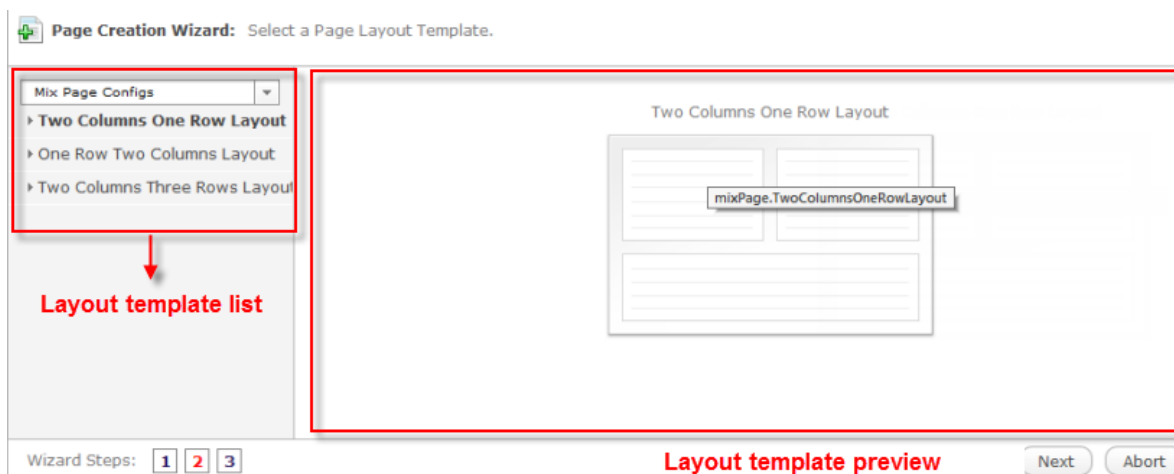 Page Creation Wizard: Select a Page Layout Template.
Mix Page Configs
Two Columns One Row Layout
One Row Two Columns Layout
Two Columns Three Rows Layout
Layout template list
Two Columns One Row Layout
mixPage.TwoColumnsOneRowLayout
Wizard Steps: 1 2 3
Layout template preview
Next Abort